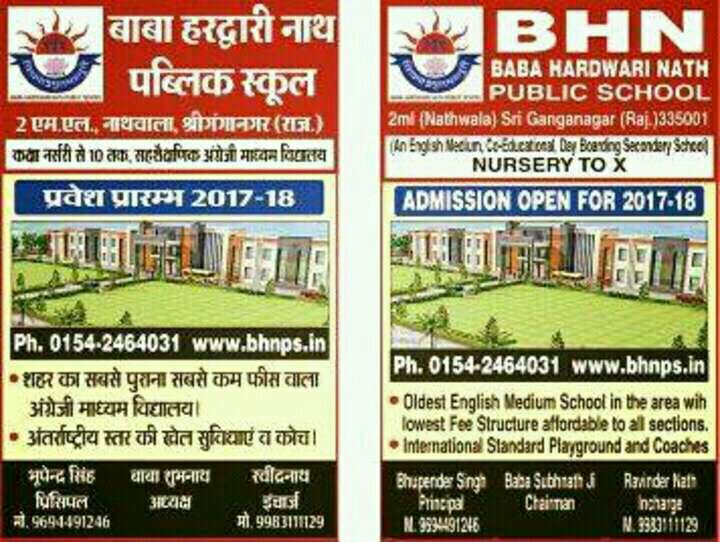 बाबा हरद्वारी नाथ
पब्लिक स्कूल
2 एम.एल., नाथवाला, श्रीगंगानगर (राज.)
कक्षा नर्सरी से 10 तक, सहशैक्षणिक अंग्रेजी माध्यम विद्यालय
प्रवेश प्रारम्भ 2017-18
Ph. 0154-2464031 www.bhnps.in
• शहर का सबसे पुराना सबसे कम फीस वाला
अंग्रेजी माध्यम विद्यालय।
• अंतर्राष्ट्रीय स्तर की खेल सुविधाएं व कोच।
भूपेन्द्र सिंह बाबा शुभनाथ रवीन्द्रनाथ
प्रिंसिपल अध्यक्ष इंचार्ज
मो. 9694491246 मो. 9983111129
BHN
BABA HARDWARI NATH
PUBLIC SCHOOL
2ml (Nathwala) Sri Ganganagar (Raj.)335001
(An English Medium, Co-Educational, Day Boarding Secondary School)
NURSERY TO X
ADMISSION OPEN FOR 2017-18
Ph. 0154-2464031 www.bhnps.in
• Oldest English Medium School in the area wih
lowest Fee Structure affordable to all sections.
• International Standard Playground and Coaches
Bhupender Singh Baba Subhnath Ji Ravinder Nath
Principal Chairman Incharge
M. 9694491246 M. 9983111129